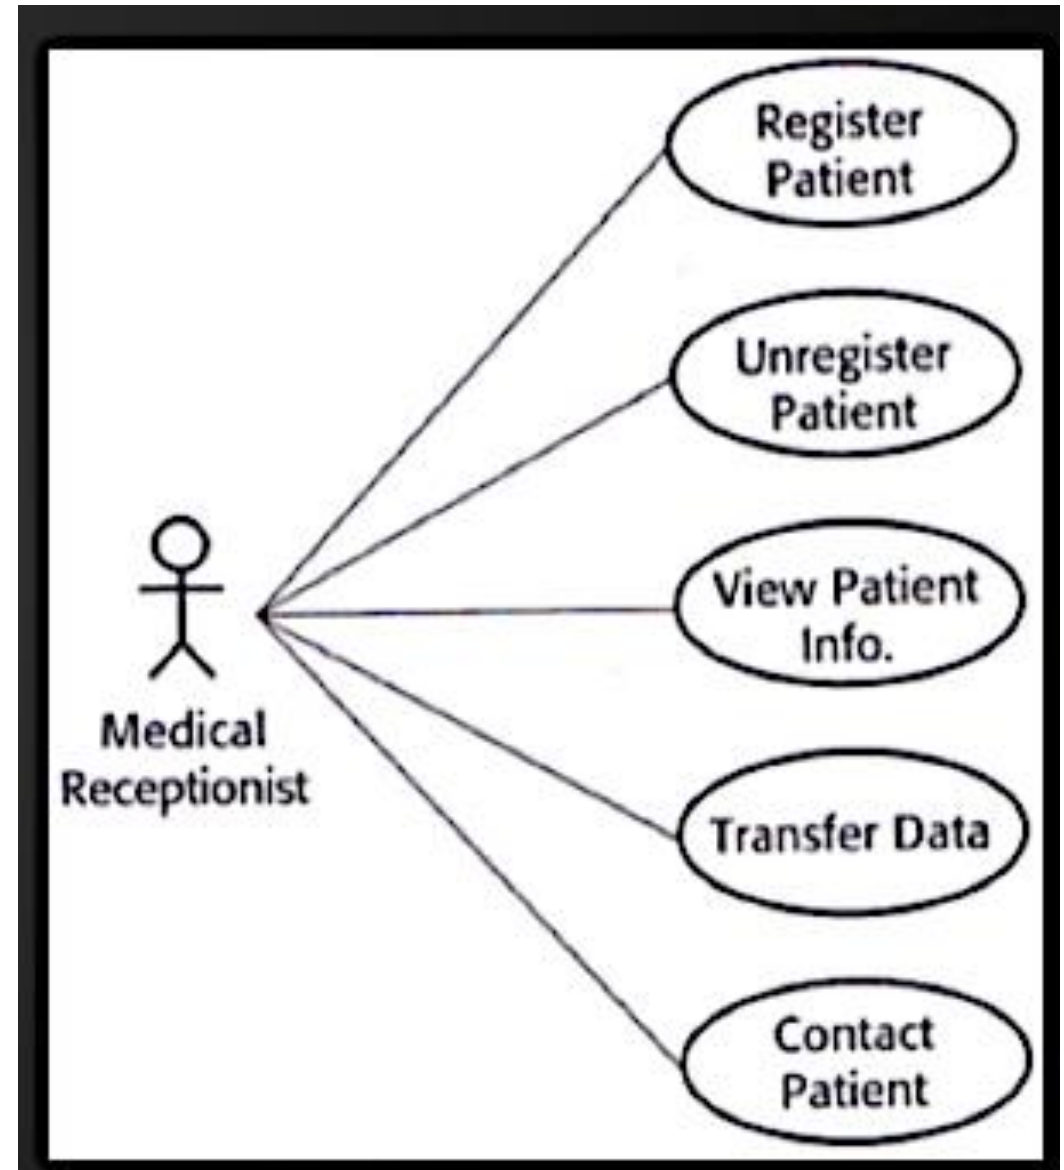 Register
Patient
Unregister
Patient
View Patient
Info.
Medical
Receptionist
Transfer Data
Contact
Patient